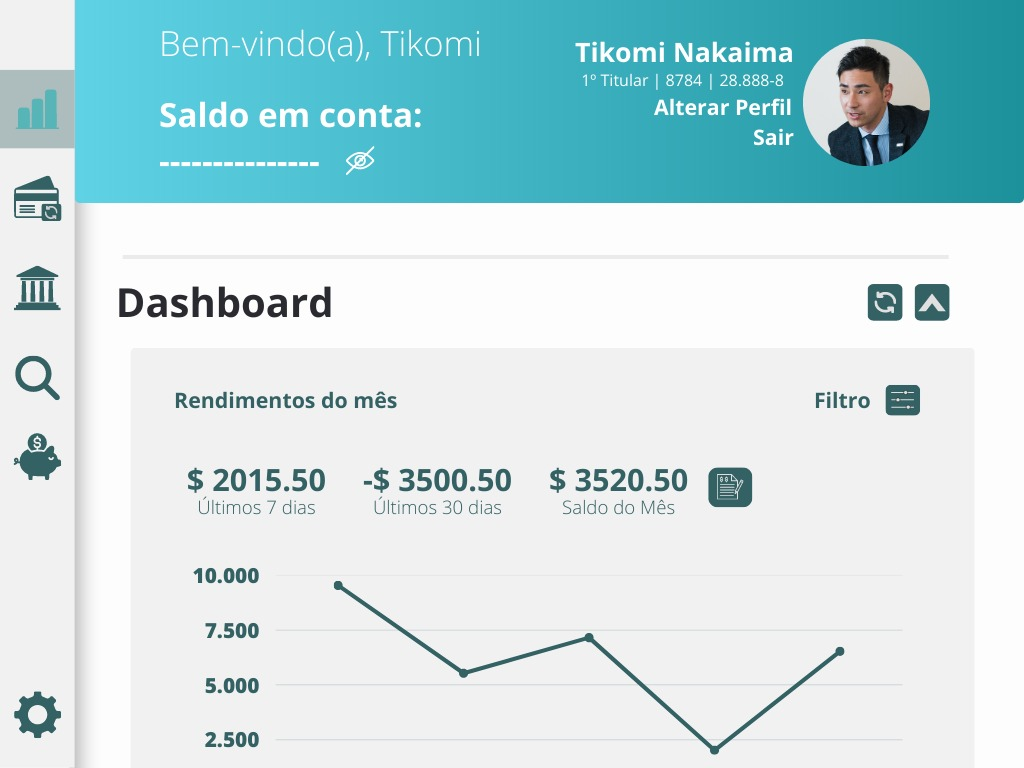 Bem-vindo(a), Tikomi
Saldo em conta:
---------------
Tikomi Nakaima
1º Titular | 8784 | 28.888-8
Alterar Perfil
Sair
Dashboard
Rendimentos do mês
Filtro
$ 2015.50
Últimos 7 dias
-$ 3500.50
Últimos 30 dias
$ 3520.50
Saldo do Mês
10.000
7.500
5.000
2.500